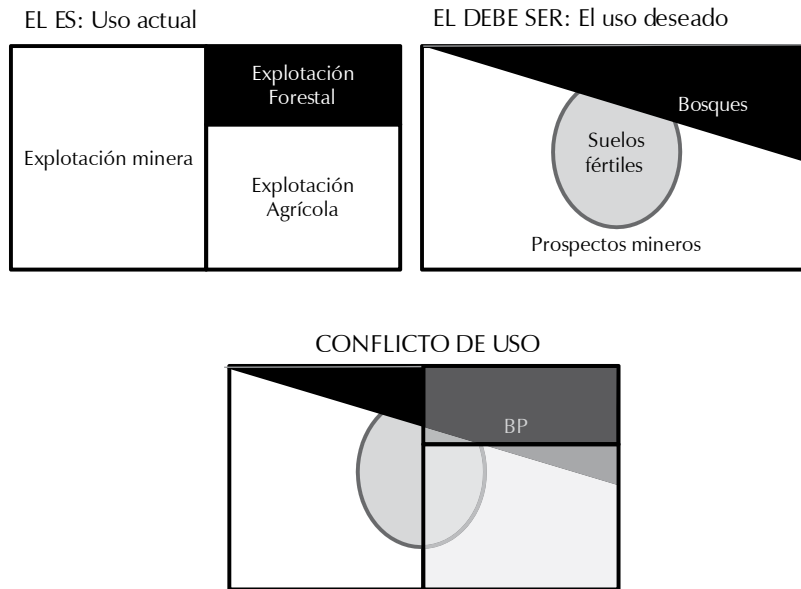 EL ES: Uso actual
EL DEBE SER: El uso deseado
Explotación
Forestal
Explotación minera
Explotación
Agrícola
Bosques
Suelos
fértiles
Prospectos mineros
CONFLICTO DE USO
BP